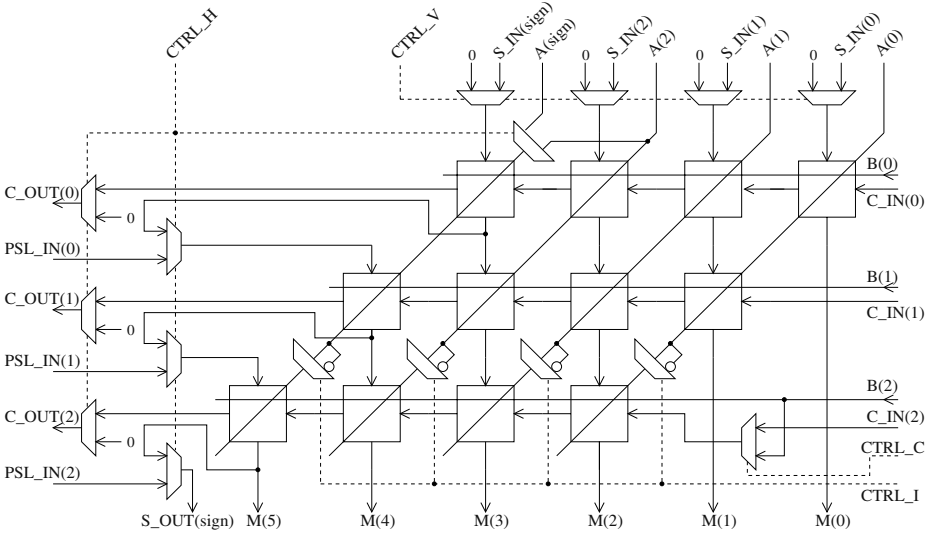 CTRL_H
CTRL_V
0
S_IN(sign)
A(sign)
0
S_IN(2)
A(2)
0
S_IN(1)
A(1)
0
S_IN(0)
A(0)
B(0)
C_OUT(0)
C_IN(0)
0
PSL_IN(0)
B(1)
C_OUT(1)
C_IN(1)
0
PSL_IN(1)
B(2)
C_OUT(2)
C_IN(2)
0
CTRL_C
PSL_IN(2)
CTRL_I
S_OUT(sign)
M(5)
M(4)
M(3)
M(2)
M(1)
M(0)